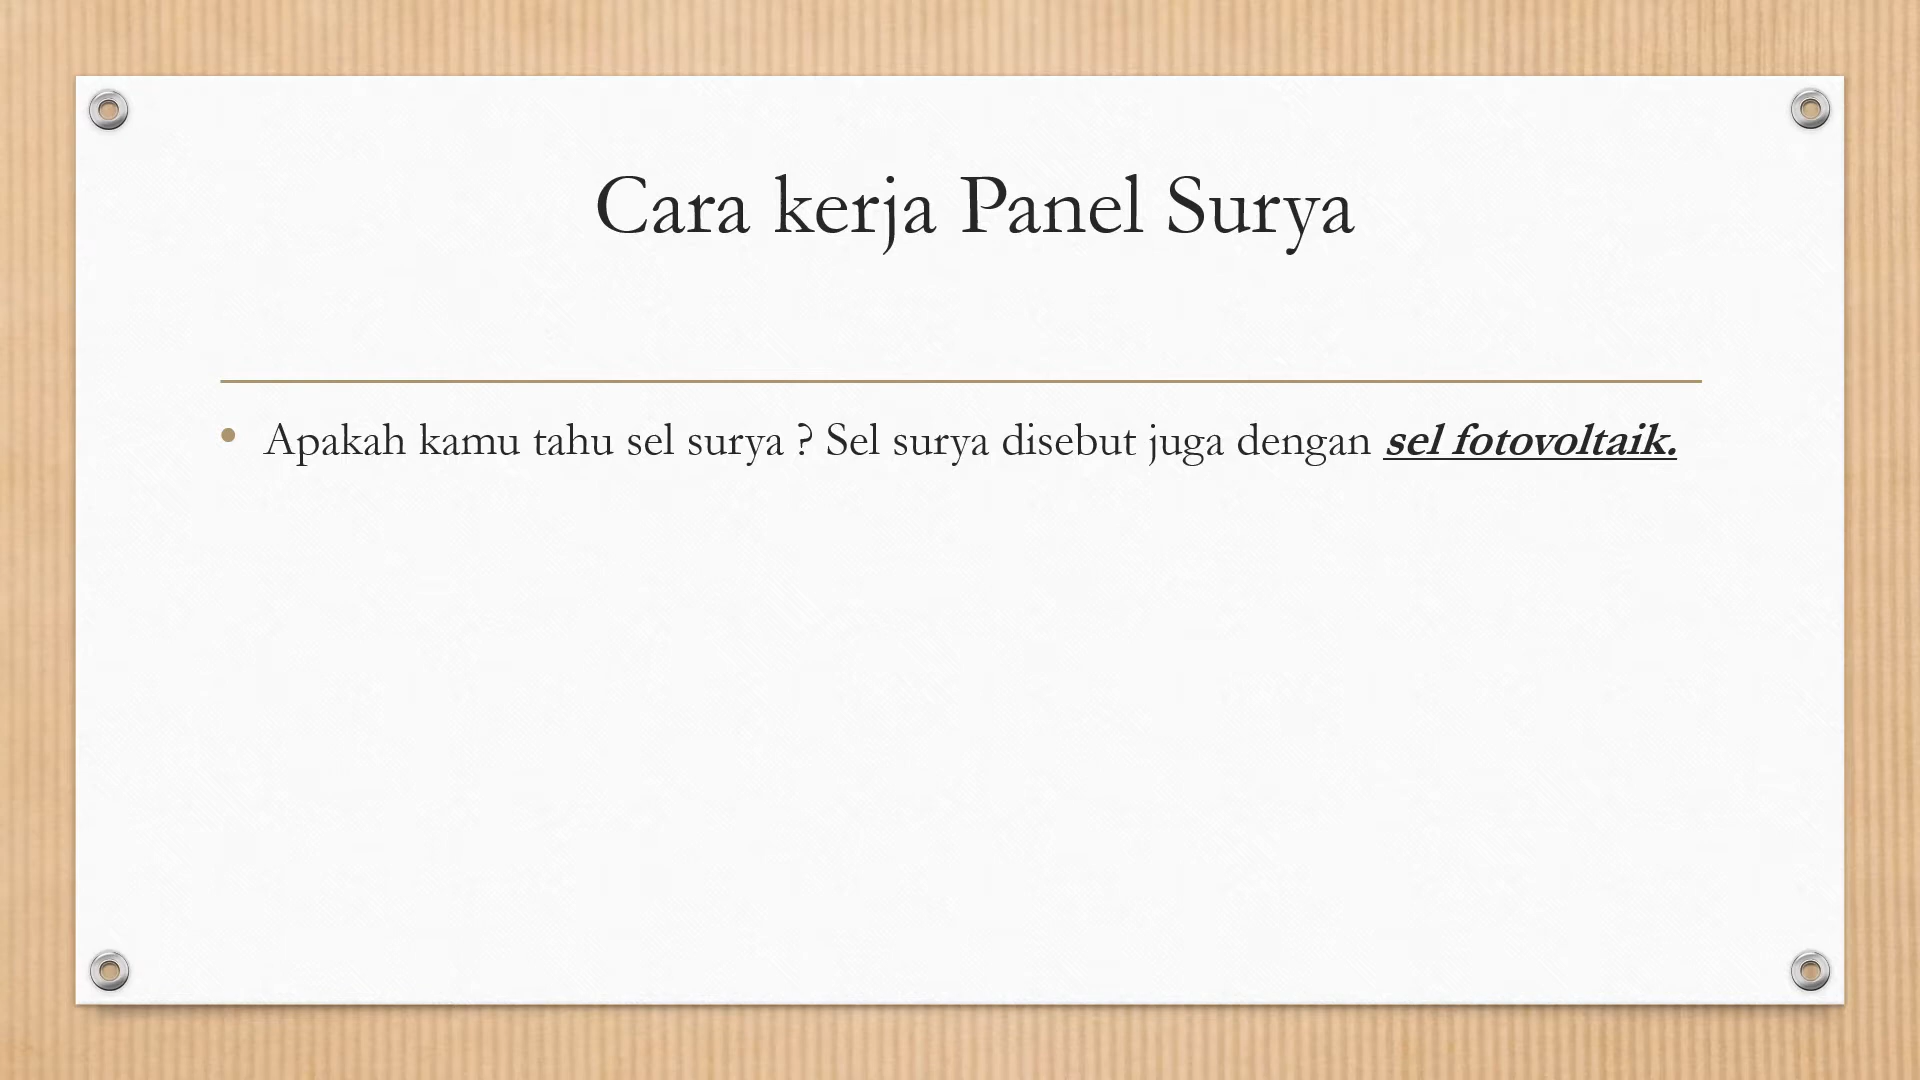 Cara kerja Panel Surya
Apakah kamu tahu sel surya ? Sel surya disebut juga dengan sel fotovoltaik.